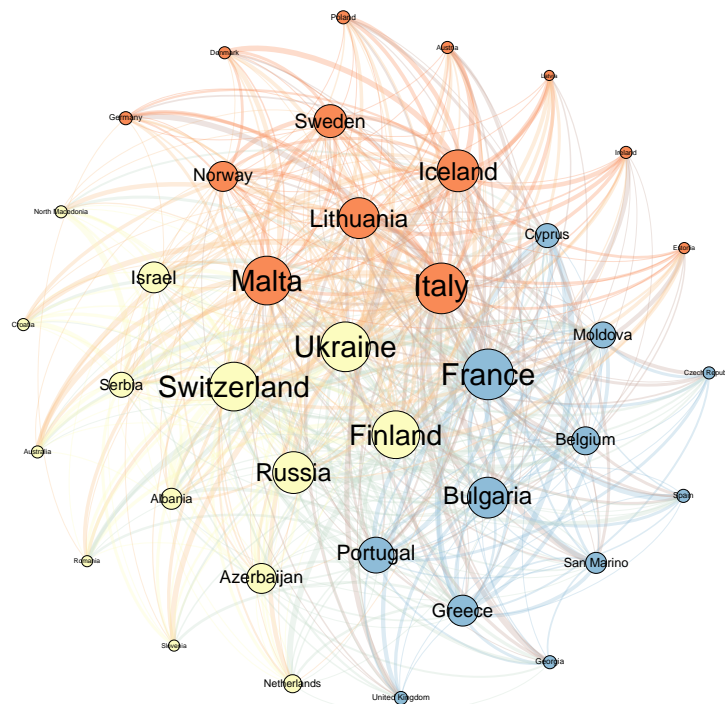 Poland
Austria
Denmark
Latvia
Germany
Sweden
Ireland
Iceland
Norway
North Macedonia
Lithuania
Cyprus
Estonia
Israel
Malta
Italy
Croatia
Ukraine
Moldova
Czech Republ
Serbia
Switzerland
France
Australia
Finland
Belgium
Russia
Albania
Bulgaria
Spain
Romania
Portugal
San Marino
Azerbaijan
Greece
Slovenia
Georgia
Netherlands
United Kingdom